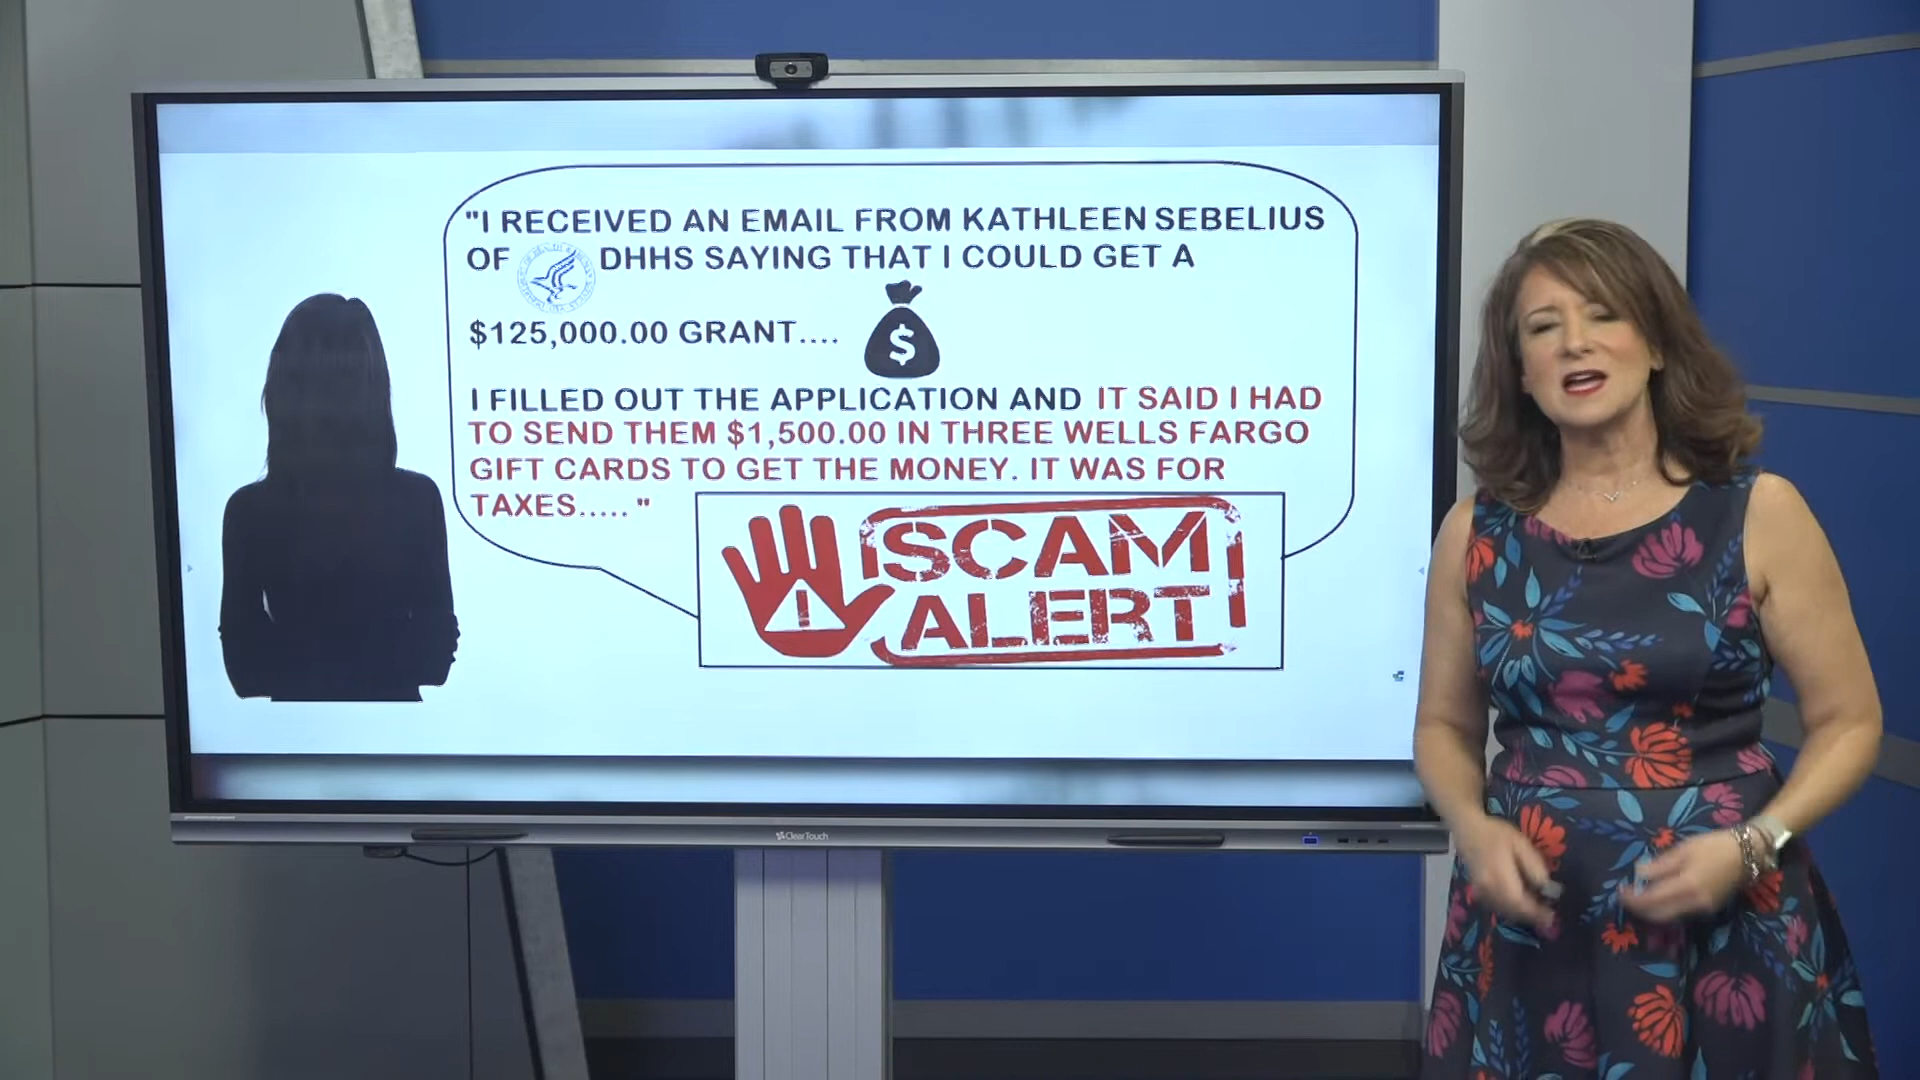 "I RECEIVED AN EMAIL FROM KATHLEEN SEBELIUS
OF DHHS SAYING THAT I COULD GET A
$125,000.00 GRANT....
$
I FILLED OUT THE APPLICATION AND IT SAID I HAD
TO SEND THEM $1,500.00 IN THREE WELLS FARGO
GIFT CARDS TO GET THE MONEY. IT WAS FOR
TAXES..... "
!
SCAM
ALERT
ClearTouch